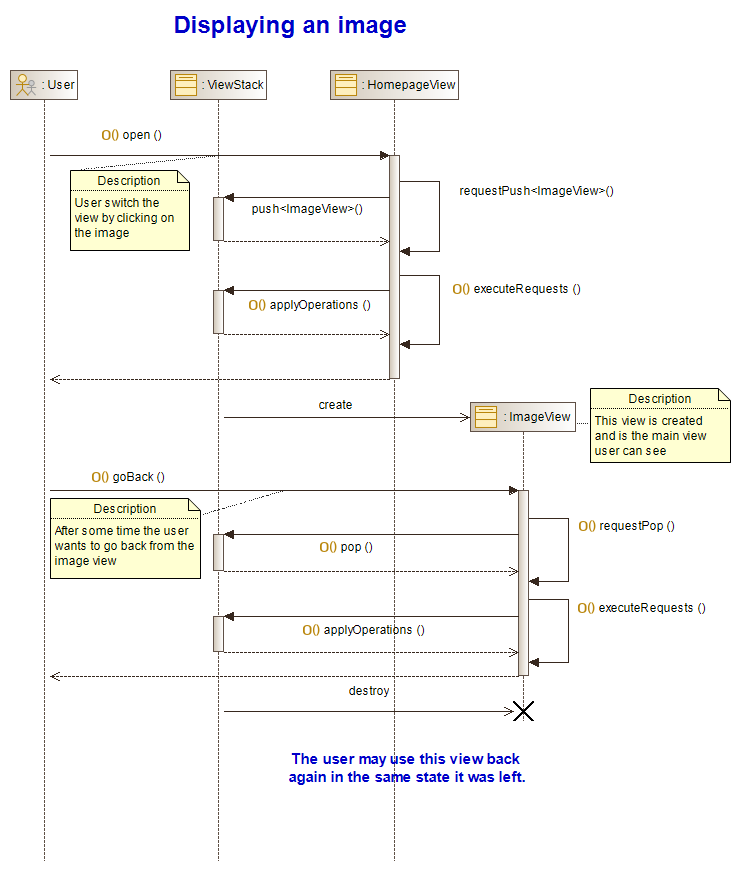 Displaying an image
: User
: ViewStack
: HomepageView
O() open ()
Description
User switch the
view by clicking on
the image
requestPush<ImageView>()
push<ImageView>()
O() executeRequests ()
O() applyOperations ()
create
: ImageView
Description
This view is created
and is the main view
user can see
O() goBack ()
Description
After some time the user
wants to go back from the
image view
O() requestPop ()
O() pop ()
O() executeRequests ()
O() applyOperations ()
destroy
The user may use this view back
again in the same state it was left.